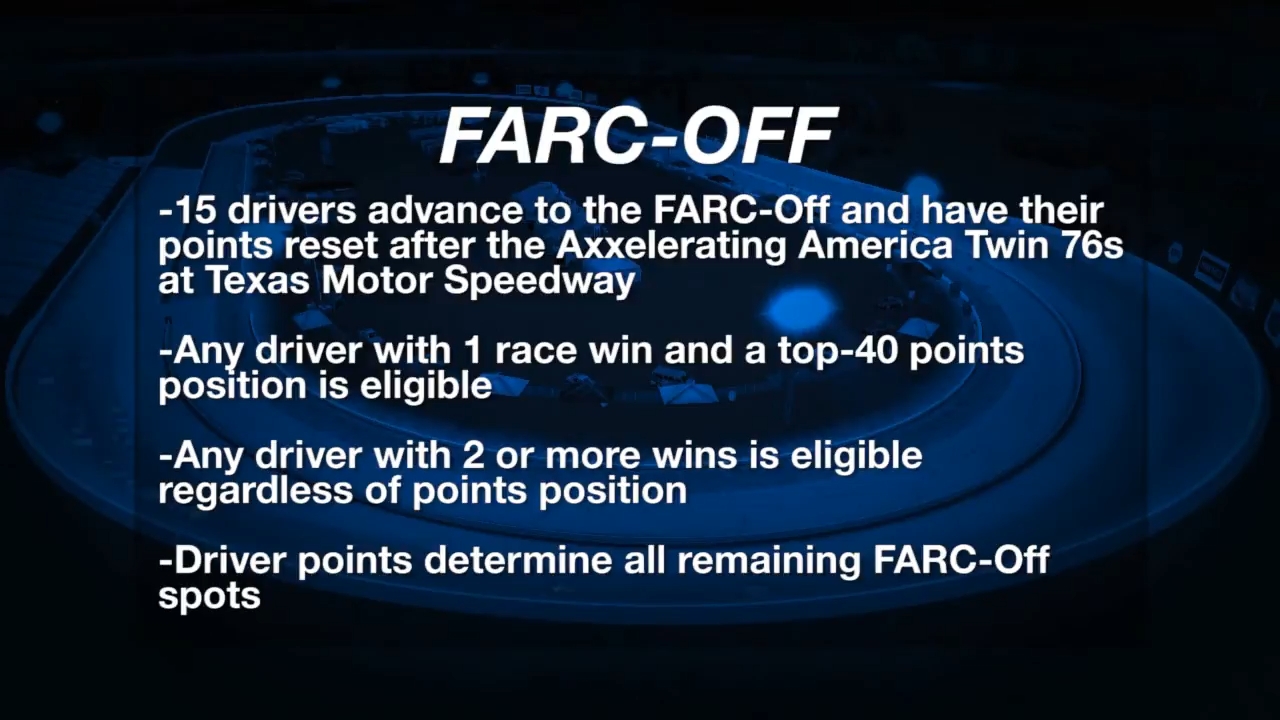 FARC-OFF
-15 drivers advance to the FARC-Off and have their
points reset after the Axxelerating America Twin 76s
at Texas Motor Speedway
-Any driver with 1 race win and a top-40 points
position is eligible
-Any driver with 2 or more wins is eligible
regardless of points position
-Driver points determine all remaining FARC-Off
spots